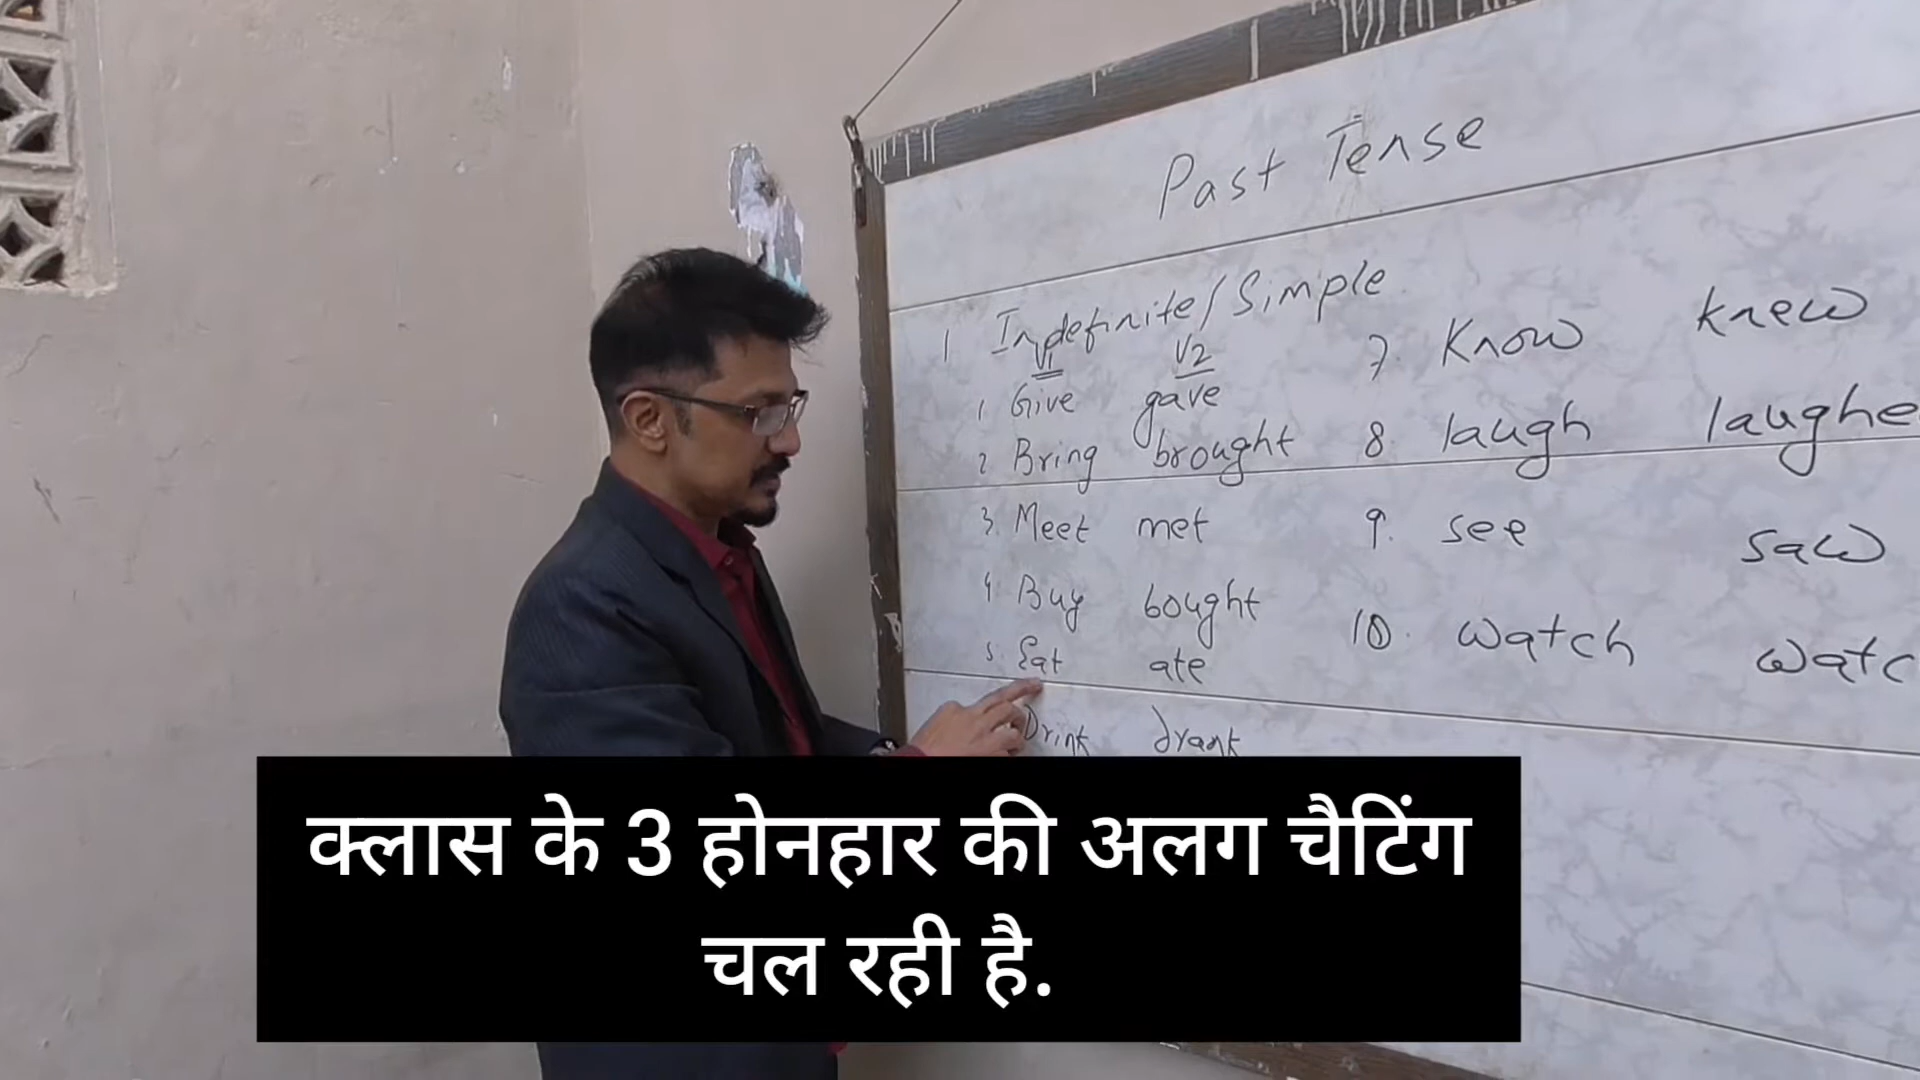 Past Tense
1 Indefinite/Simple
V1 V2
1. Give gave
2 Bring brought
3. Meet met
4. Buy bought
5. Eat ate
Drink drank
7. Know knew
8. laugh laughe
9. see saw
10. watch watc
क्लास के 3 होनहार की अलग चैटिंग
चल रही है.